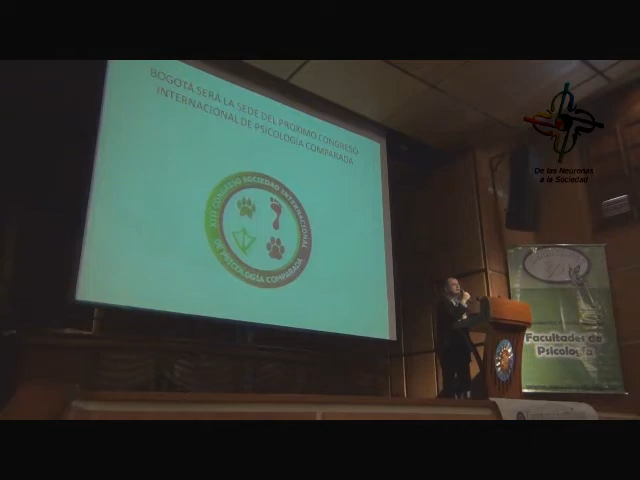 BOGOTÁ SERÁ LA SEDE DEL PRÓXIMO CONGRESO
INTERNACIONAL DE PSICOLOGÍA COMPARADA
CONGRESO SOCIEDAD INTERNACIONAL
DE PSICOLOGÍA COMPARADA
De las Neuronas
a la Sociedad
Facultades de
Psicología